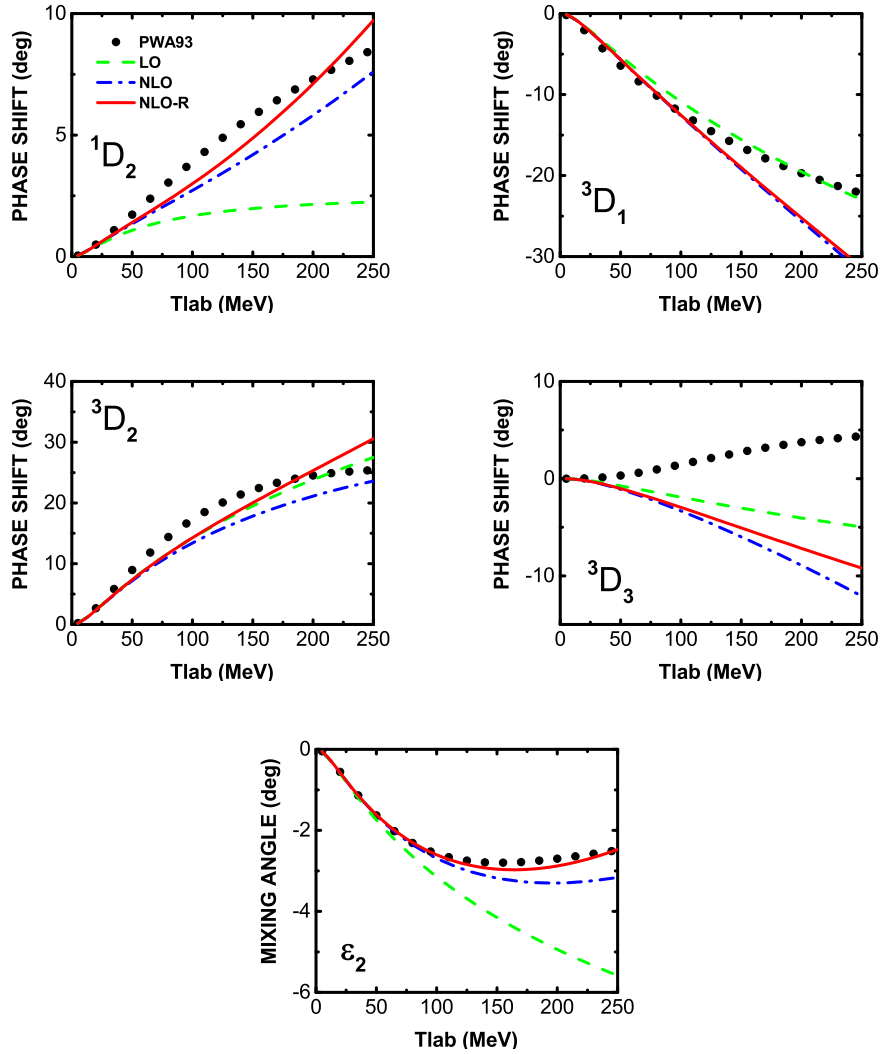 10
5
0
PHASE SHIFT (deg)
PWA93
LO
NLO
NLO-R
¹D₂
0 50 100 150 200 250
Tlab (MeV)
0
-10
-20
-30
PHASE SHIFT (deg)
³D₁
0 50 100 150 200 250
Tlab (MeV)
40
30
20
10
0
PHASE SHIFT (deg)
³D₂
0 50 100 150 200 250
Tlab (MeV)
10
0
-10
PHASE SHIFT (deg)
³D₃
0 50 100 150 200 250
Tlab (MeV)
0
-2
-4
-6
MIXING ANGLE (deg)
ε₂
0 50 100 150 200 250
Tlab (MeV)